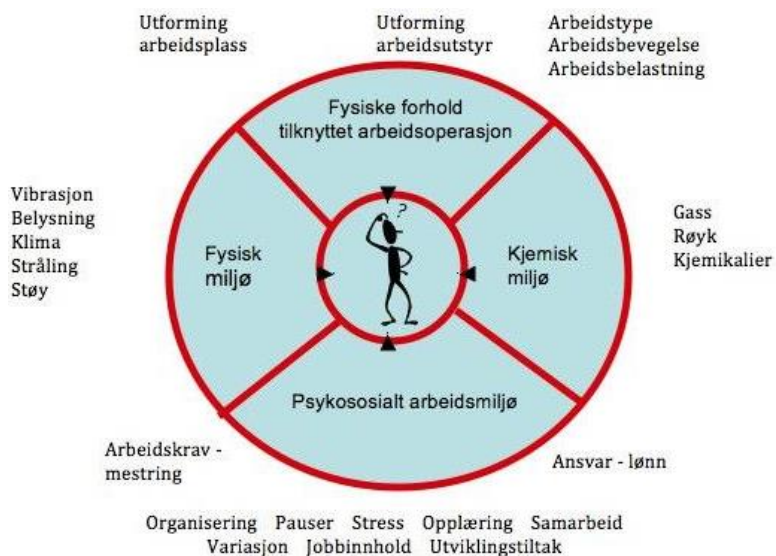 Utforming
arbeidsplass
Utforming
arbeidsutstyr
Arbeidstype
Arbeidsbevegelse
Arbeidsbelastning
Fysiske forhold
tilknyttet arbeidsoperasjon
Vibrasjon
Belysning
Klima
Stråling
Støy
Fysisk
miljø
?
Kjemisk
miljø
Gass
Røyk
Kjemikalier
Psykososialt arbeidsmiljø
Arbeidskrav -
mestring
Ansvar - lønn
Organisering Pauser Stress Opplæring Samarbeid
Variasjon Jobbinnhold Utviklingstiltak